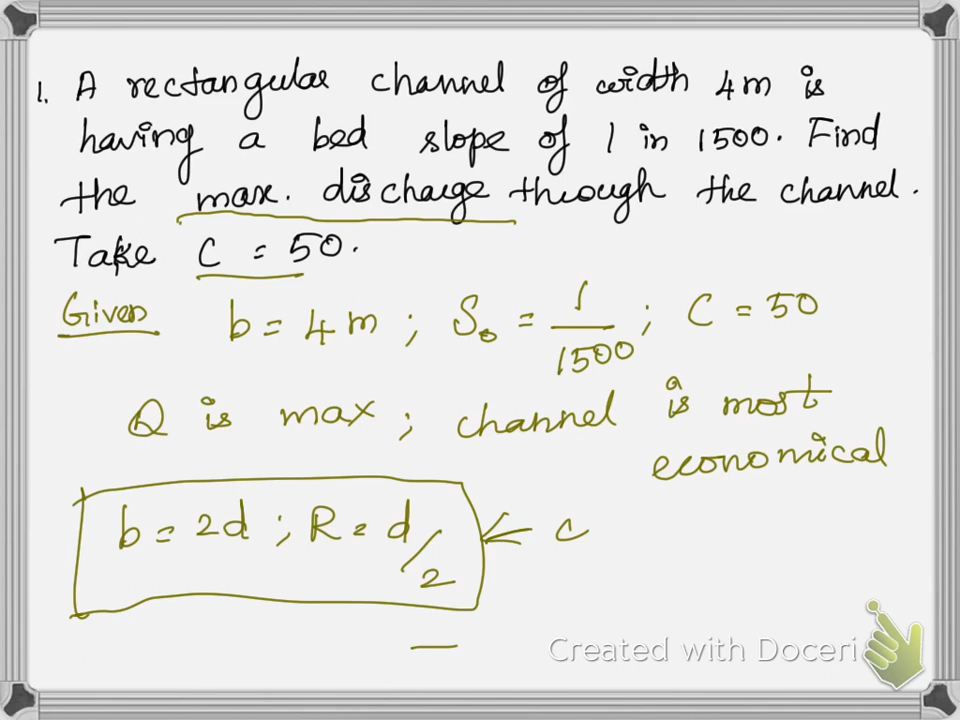 1. A rectangular channel of width 4m is
having a bed slope of 1 in 1500. Find
the max. discharge through the channel.
Take C = 50.
Given b = 4m ; S₀ = 1/1500 ; C = 50
Q is max ; channel is most
economical
b = 2d ; R = d/2 ← C
Created with Doceri